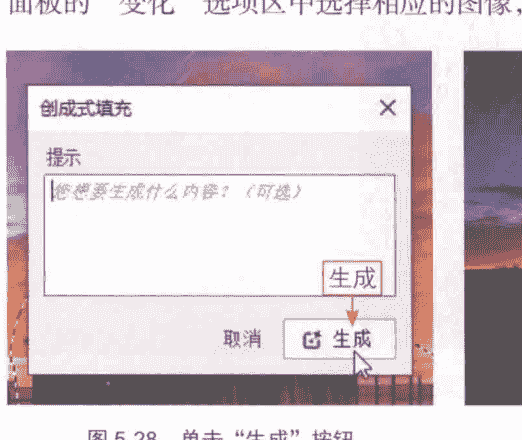 面板的“变化”选项区中选择相应的图像，
创成式填充
提示
您想要生成什么内容？（可选）
生成
取消 生成
图 5.28 单击“生成”按钮